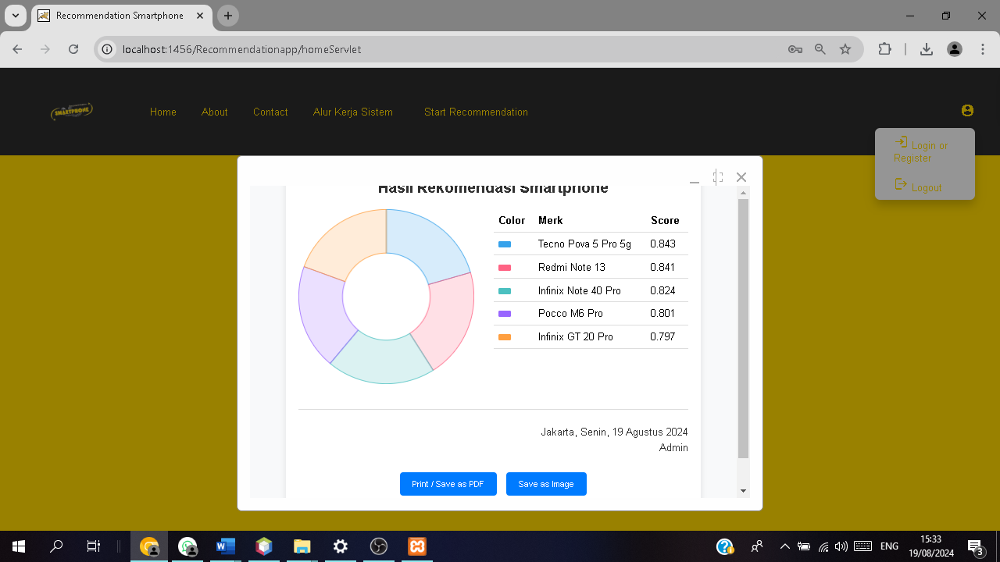 Recommendation Smartphone
localhost:1456/Recommendationapp/homeServlet
SMARTPHONE
Home About Contact Alur Kerja Sistem Start Recommendation
Login or
Register
Logout
Hasil Rekomendasi Smartphone
Color Merk Score
Tecno Pova 5 Pro 5g 0.843
Redmi Note 13 0.841
Infinix Note 40 Pro 0.824
Pocco M6 Pro 0.801
Infinix GT 20 Pro 0.797
Jakarta, Senin, 19 Agustus 2024
Admin
Print / Save as PDF Save as Image
ENG
15:33
19/08/2024
3